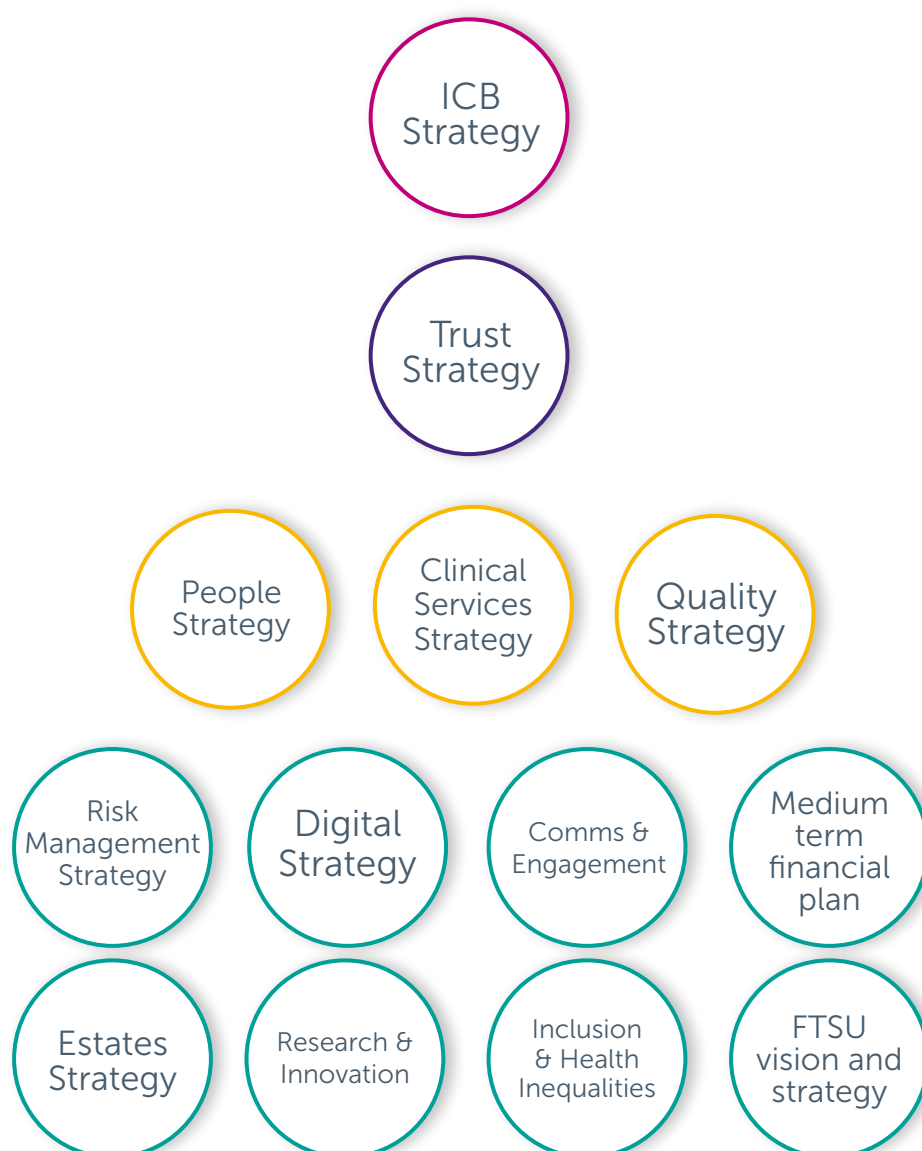 ICB
Strategy
Trust
Strategy
People
Strategy
Clinical
Services
Strategy
Quality
Strategy
Risk
Management
Strategy
Digital
Strategy
Comms &
Engagement
Medium
term
financial
plan
Estates
Strategy
Research &
Innovation
Inclusion
& Health
Inequalities
FTSU
vision and
strategy